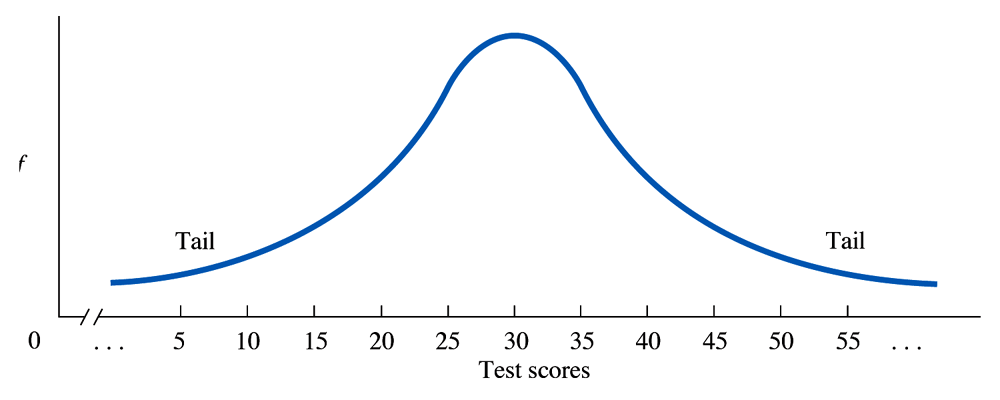 f
Tail Tail
0 . . . 5 10 15 20 25 30 35 40 45 50 55 . . .
Test scores